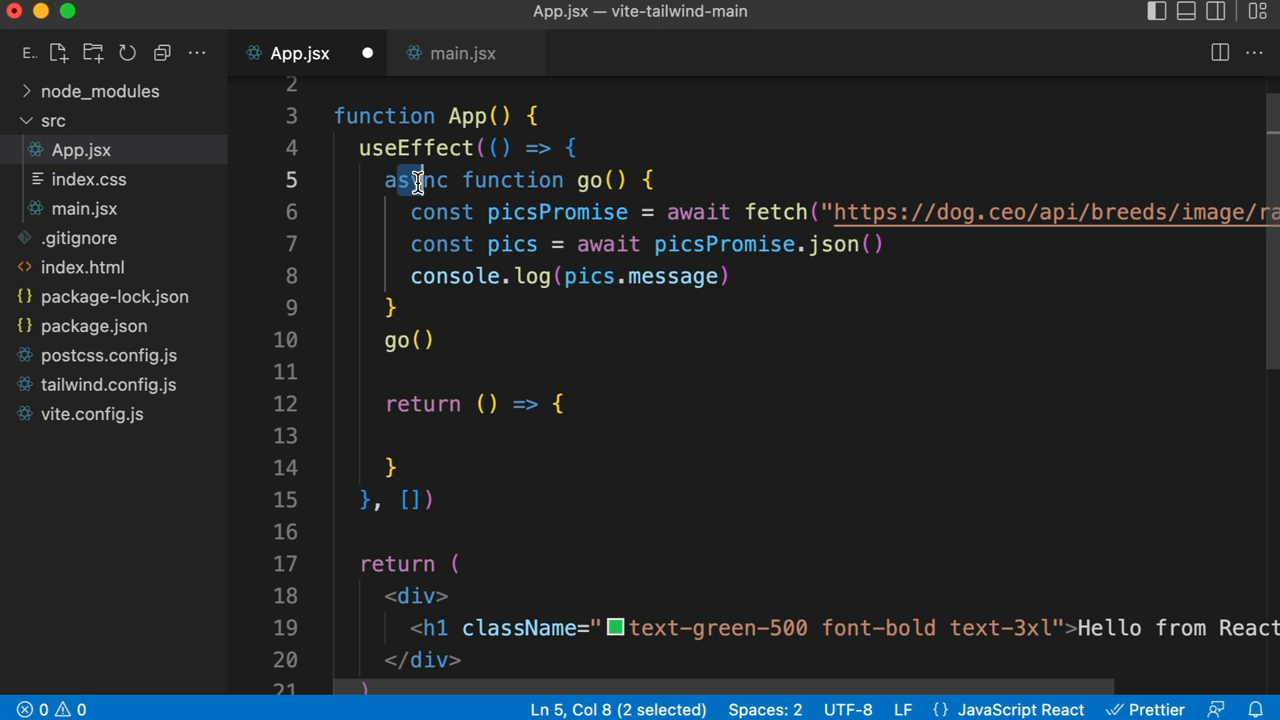 App.jsx — vite-tailwind-main
E..
App.jsx
main.jsx
node_modules
src
App.jsx
index.css
main.jsx
.gitignore
index.html
package-lock.json
package.json
postcss.config.js
tailwind.config.js
vite.config.js
2
3 function App() {
4 useEffect(() => {
5 async function go() {
6 const picsPromise = await fetch("https://dog.ceo/api/breeds/image/ra
7 const pics = await picsPromise.json()
8 console.log(pics.message)
9 }
10 go()
11
12 return () => {
13
14 }
15 }, [])
16
17 return (
18 <div>
19 <h1 className="text-green-500 font-bold text-3xl">Hello from React
20 </div>
21 )
0 0 Ln 5, Col 8 (2 selected) Spaces: 2 UTF-8 LF {} JavaScript React Prettier